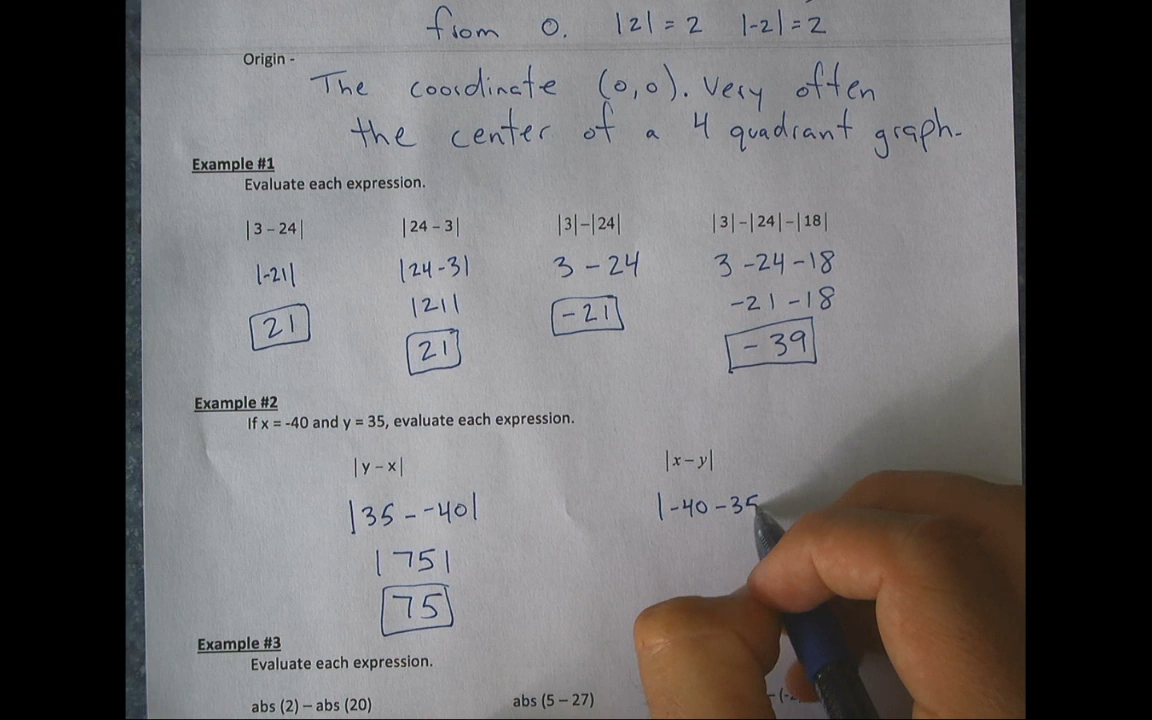 from 0. |2| = 2 |-2| = 2
Origin -
The coordinate (0,0). Very often
the center of a 4 quadrant graph.
Example #1
Evaluate each expression.
|3 – 24| |24 – 3| |3|–|24| |3|–|24|–|18|
|-21| |24-3| 3 - 24 3 -24 -18
21 |21| -21 -21 -18
21 -39
Example #2
If x = -40 and y = 35, evaluate each expression.
|y – x| |x – y|
|35 - -40| |-40 -35
|75|
75
Example #3
Evaluate each expression.
abs (2) – abs (20) abs (5 – 27)